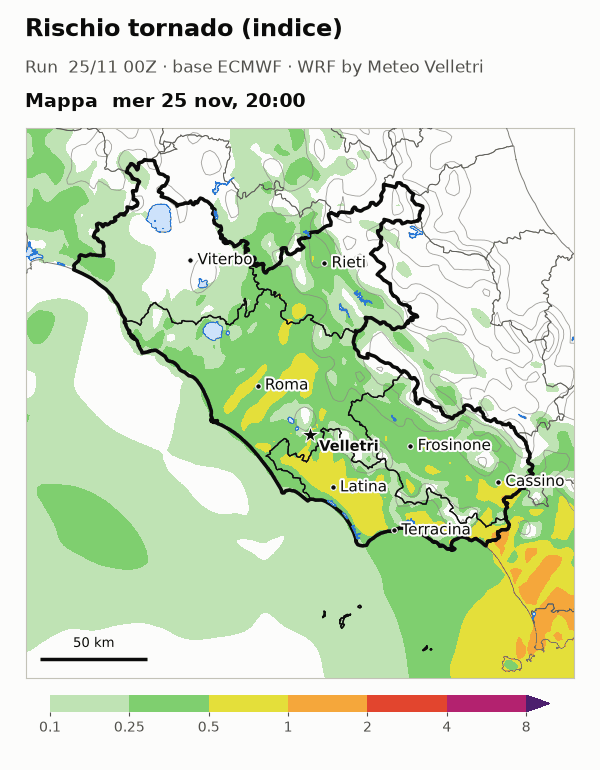 Rischio tornado (indice)
Run 25/11 00Z · base ECMWF · WRF by Meteo Velletri
Mappa mer 25 nov, 20:00
Viterbo
Rieti
Roma
Velletri
Frosinone
Cassino
Latina
Terracina
50 km
0.1 0.25 0.5 1 2 4 8